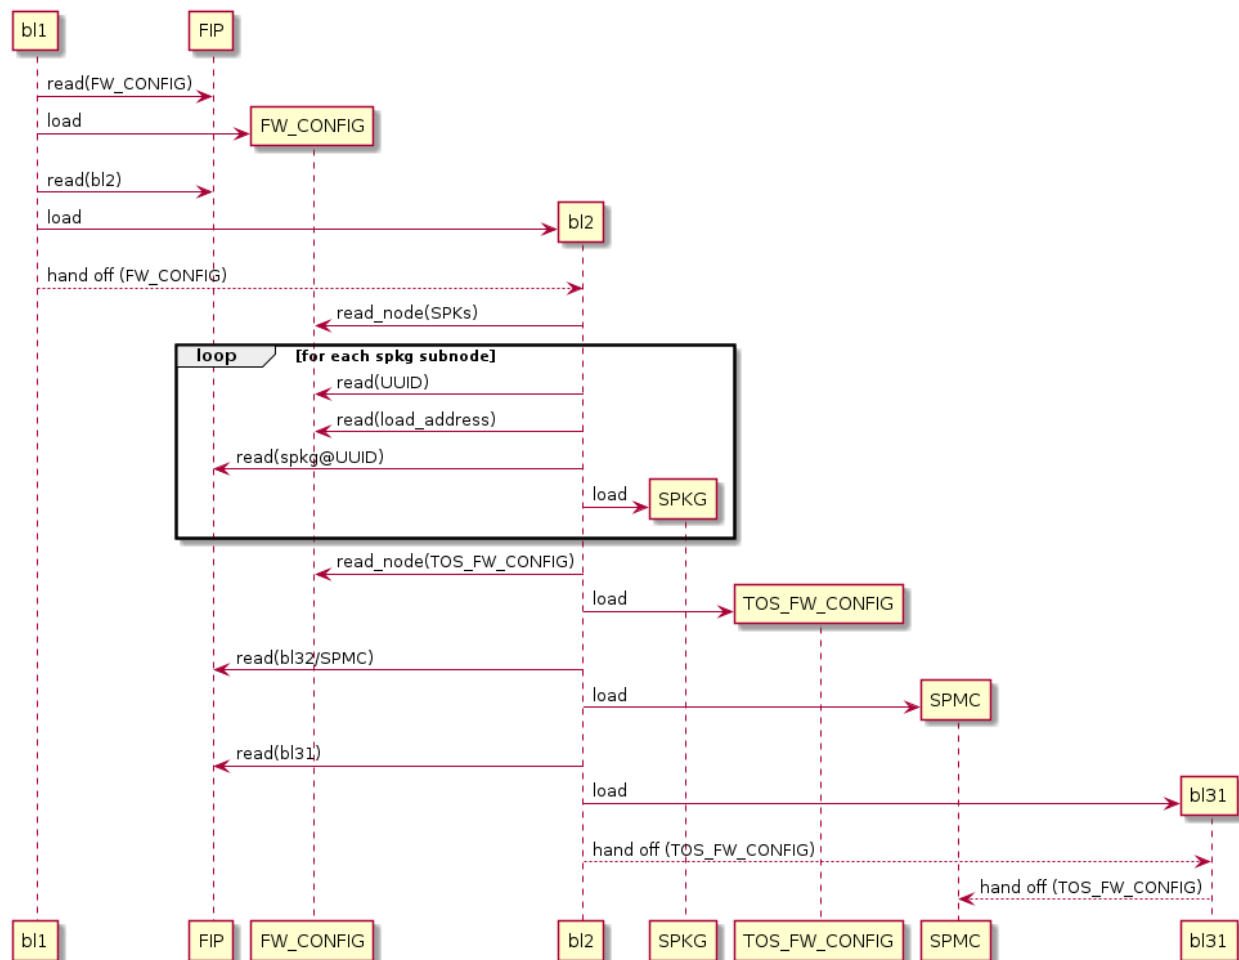 bl1
FIP
read(FW_CONFIG)
load
FW_CONFIG
read(bl2)
load
bl2
hand off (FW_CONFIG)
read_node(SPKs)
loop
[for each spkg subnode]
read(UUID)
read(load_address)
read(spkg@UUID)
load
SPKG
read_node(TOS_FW_CONFIG)
load
TOS_FW_CONFIG
read(bl32/SPMC)
load
SPMC
read(bl31)
load
bl31
hand off (TOS_FW_CONFIG)
hand off (TOS_FW_CONFIG)
bl1
FIP
FW_CONFIG
bl2
SPKG
TOS_FW_CONFIG
SPMC
bl31